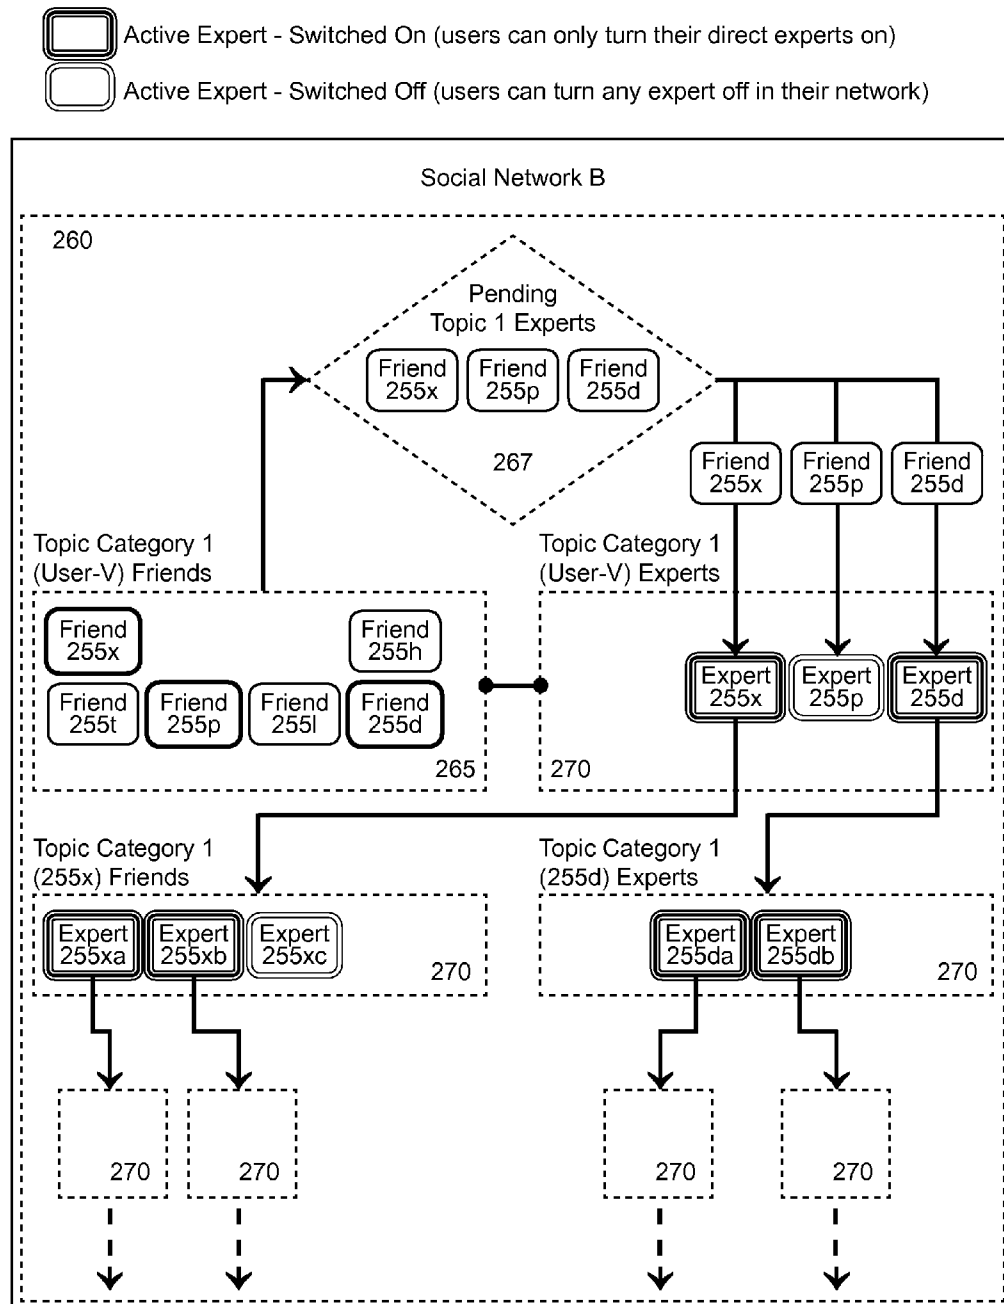 Active Expert - Switched On (users can only turn their direct experts on)
Active Expert - Switched Off (users can turn any expert off in their network)
Social Network B
260
Pending
Topic 1 Experts
Friend
255x
Friend
255p
Friend
255d
267
Friend
255x
Friend
255p
Friend
255d
Topic Category 1
(User-V) Friends
Friend
255x
Friend
255h
Friend
255t
Friend
255p
Friend
255l
Friend
255d
265
Topic Category 1
(User-V) Experts
Expert
255x
Expert
255p
Expert
255d
270
Topic Category 1
(255x) Friends
Expert
255xa
Expert
255xb
Expert
255xc
270
Topic Category 1
(255d) Experts
Expert
255da
Expert
255db
270
270
270
270
270